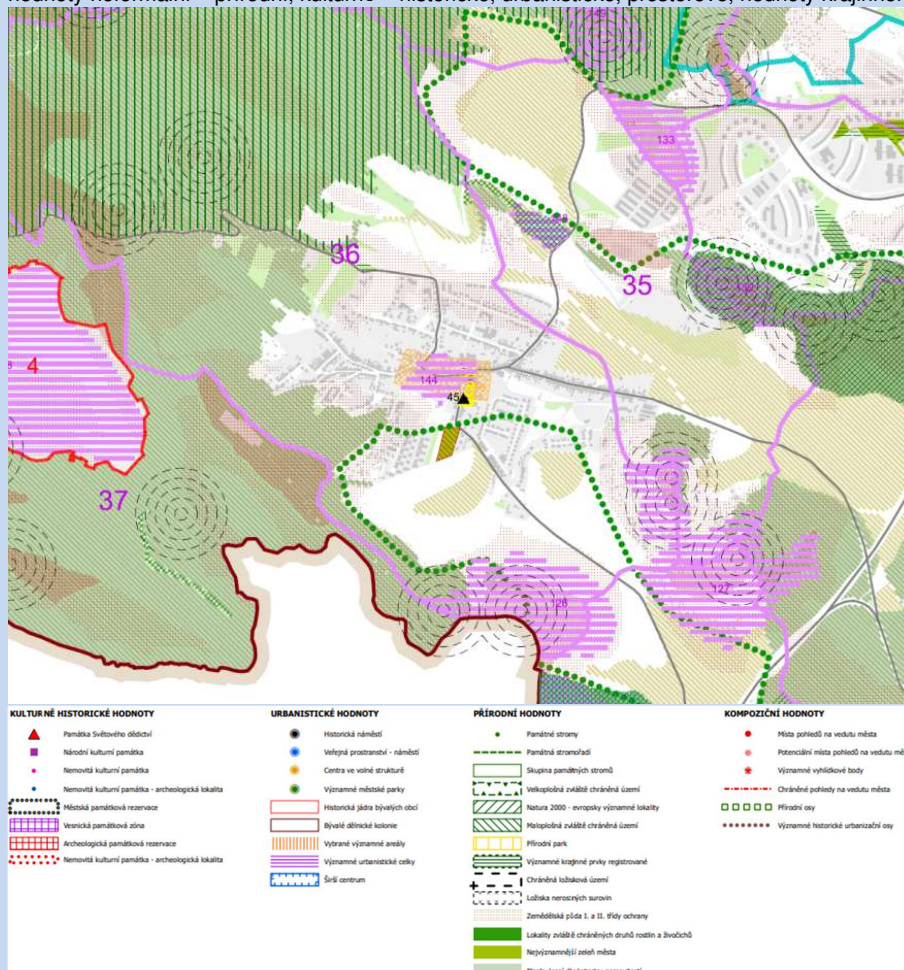 hodnoty neformální – přírodní, kulturně – historické, urbanistické, prostorové, hodnoty krajinné
133
36
35
4
144
45
37
127
KULTURNĚ HISTORICKÉ HODNOTY
Památka Světového dědictví
Národní kulturní památka
Nemovitá kulturní památka
Nemovitá kulturní památka - archeologická lokalita
Městská památková rezervace
Vesnická památková zóna
Archeologická památková rezervace
Nemovitá kulturní památka - archeologická lokalita
URBANISTICKÉ HODNOTY
Historická náměstí
Veřejná prostranství - náměstí
Centra ve volné struktuře
Významné městské parky
Historická jádra bývalých obcí
Bývalé dělnické kolonie
Vybrané významné areály
Významné urbanistické celky
Širší centrum
PŘÍRODNÍ HODNOTY
Památné stromy
Památná stromořadí
Skupina památných stromů
Velkoplošná zvláště chráněná území
Natura 2000 - evropsky významné lokality
Maloplošná zvláště chráněná území
Přírodní park
Významné krajinné prvky registrované
Chráněná ložisková území
Ložiska nerostných surovin
Zemědělská půda I. a II. třídy ochrany
Lokality zvláště chráněných druhů rostlin a živočichů
Nejvýznamnější zeleň města
KOMPOZIČNÍ HODNOTY
Místa pohledů na vedutu města
Potenciální místa pohledů na vedutu mě
Významné vyhlídkové body
Chráněné pohledy na vedutu města
Přírodní osy
Významné historické urbanizační osy